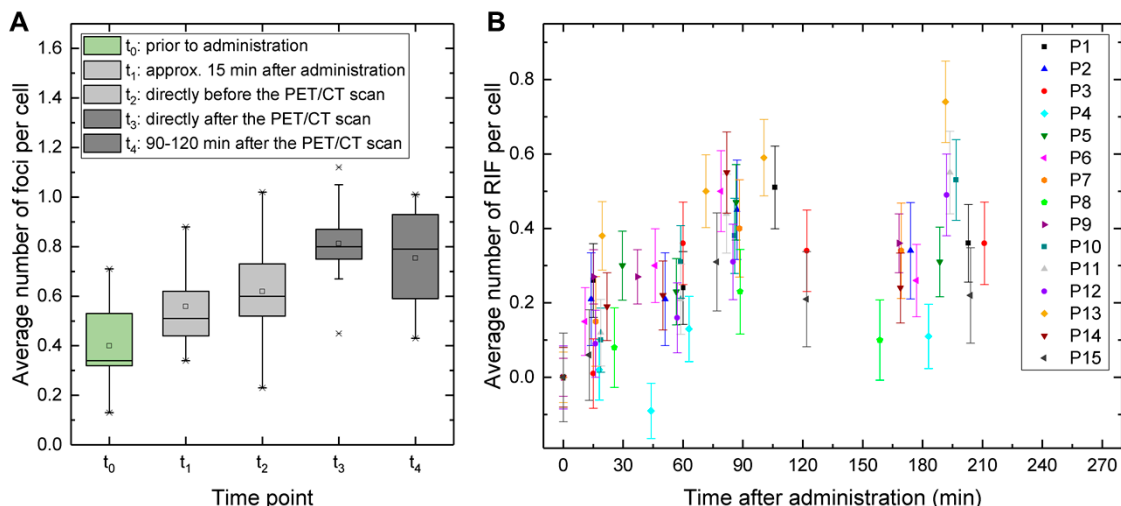 A
1.6
1.4
1.2
1.0
0.8
0.6
0.4
0.2
0.0
Average number of foci per cell
t₀: prior to administration
t₁: approx. 15 min after administration
t₂: directly before the PET/CT scan
t₃: directly after the PET/CT scan
t₄: 90-120 min after the PET/CT scan
t₀ t₁ t₂ t₃ t₄
Time point
B
0.8
0.6
0.4
0.2
0.0
Average number of RIF per cell
P1
P2
P3
P4
P5
P6
P7
P8
P9
P10
P11
P12
P13
P14
P15
0 30 60 90 120 150 180 210 240 270
Time after administration (min)